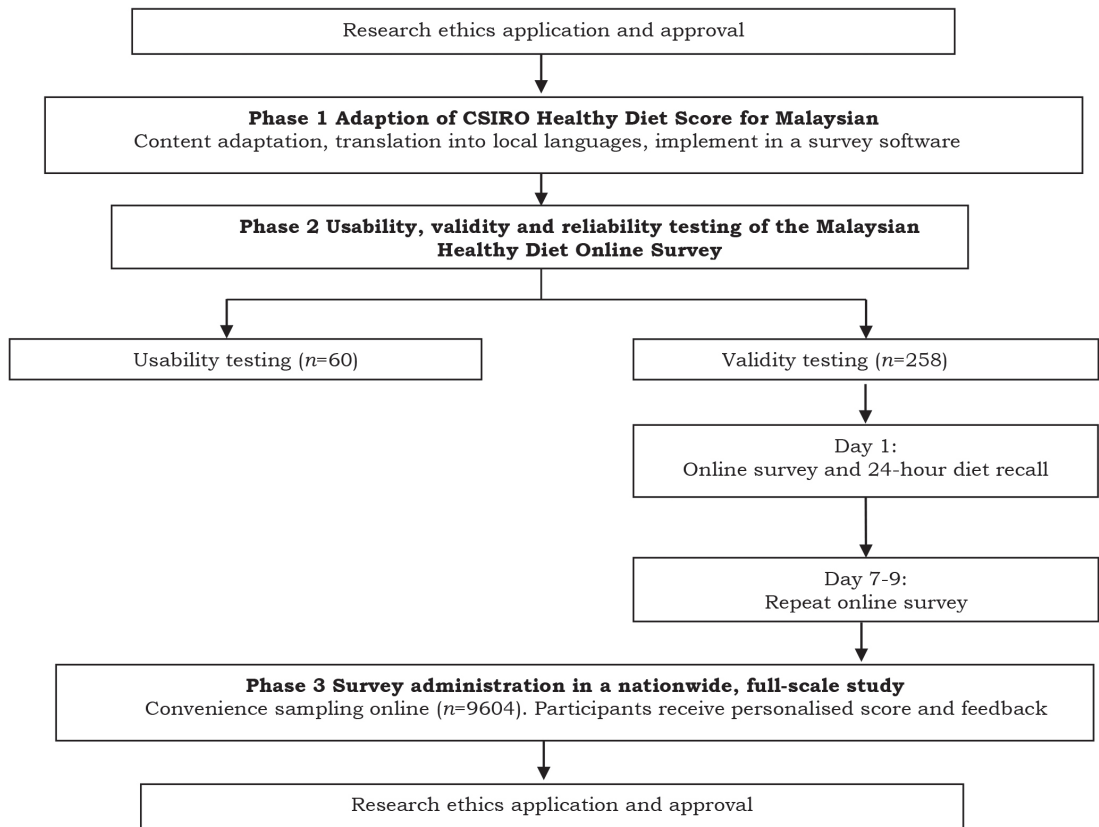 Research ethics application and approval
Phase 1 Adaption of CSIRO Healthy Diet Score for Malaysian
Content adaptation, translation into local languages, implement in a survey software
Phase 2 Usability, validity and reliability testing of the Malaysian
Healthy Diet Online Survey
Usability testing (n=60)
Validity testing (n=258)
Day 1:
Online survey and 24-hour diet recall
Day 7-9:
Repeat online survey
Phase 3 Survey administration in a nationwide, full-scale study
Convenience sampling online (n=9604). Participants receive personalised score and feedback
Research ethics application and approval